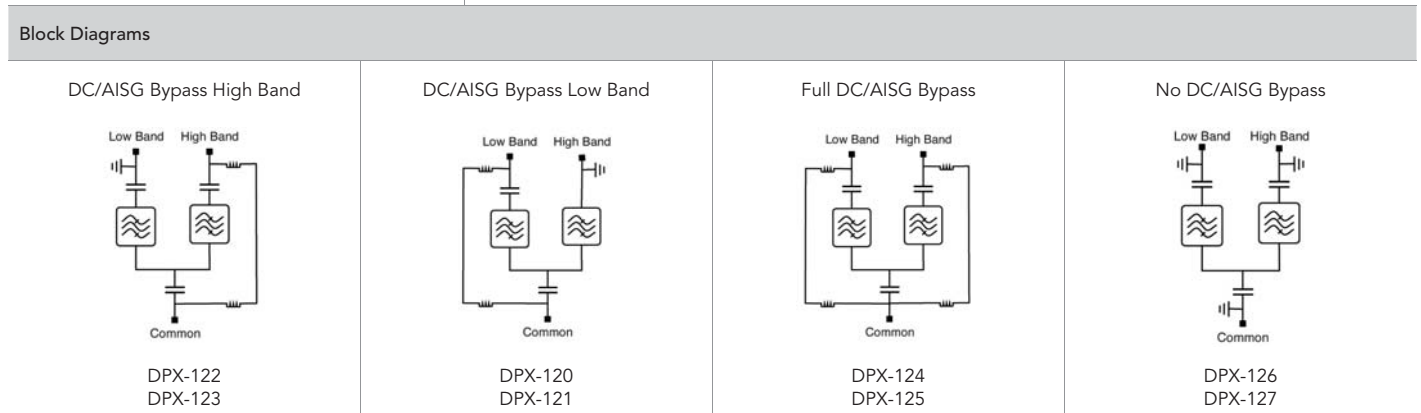 Block Diagrams
DC/AISG Bypass High Band
Low Band High Band
Common
DPX-122
DPX-123
DC/AISG Bypass Low Band
Low Band High Band
Common
DPX-120
DPX-121
Full DC/AISG Bypass
Low Band High Band
Common
DPX-124
DPX-125
No DC/AISG Bypass
Low Band High Band
Common
DPX-126
DPX-127